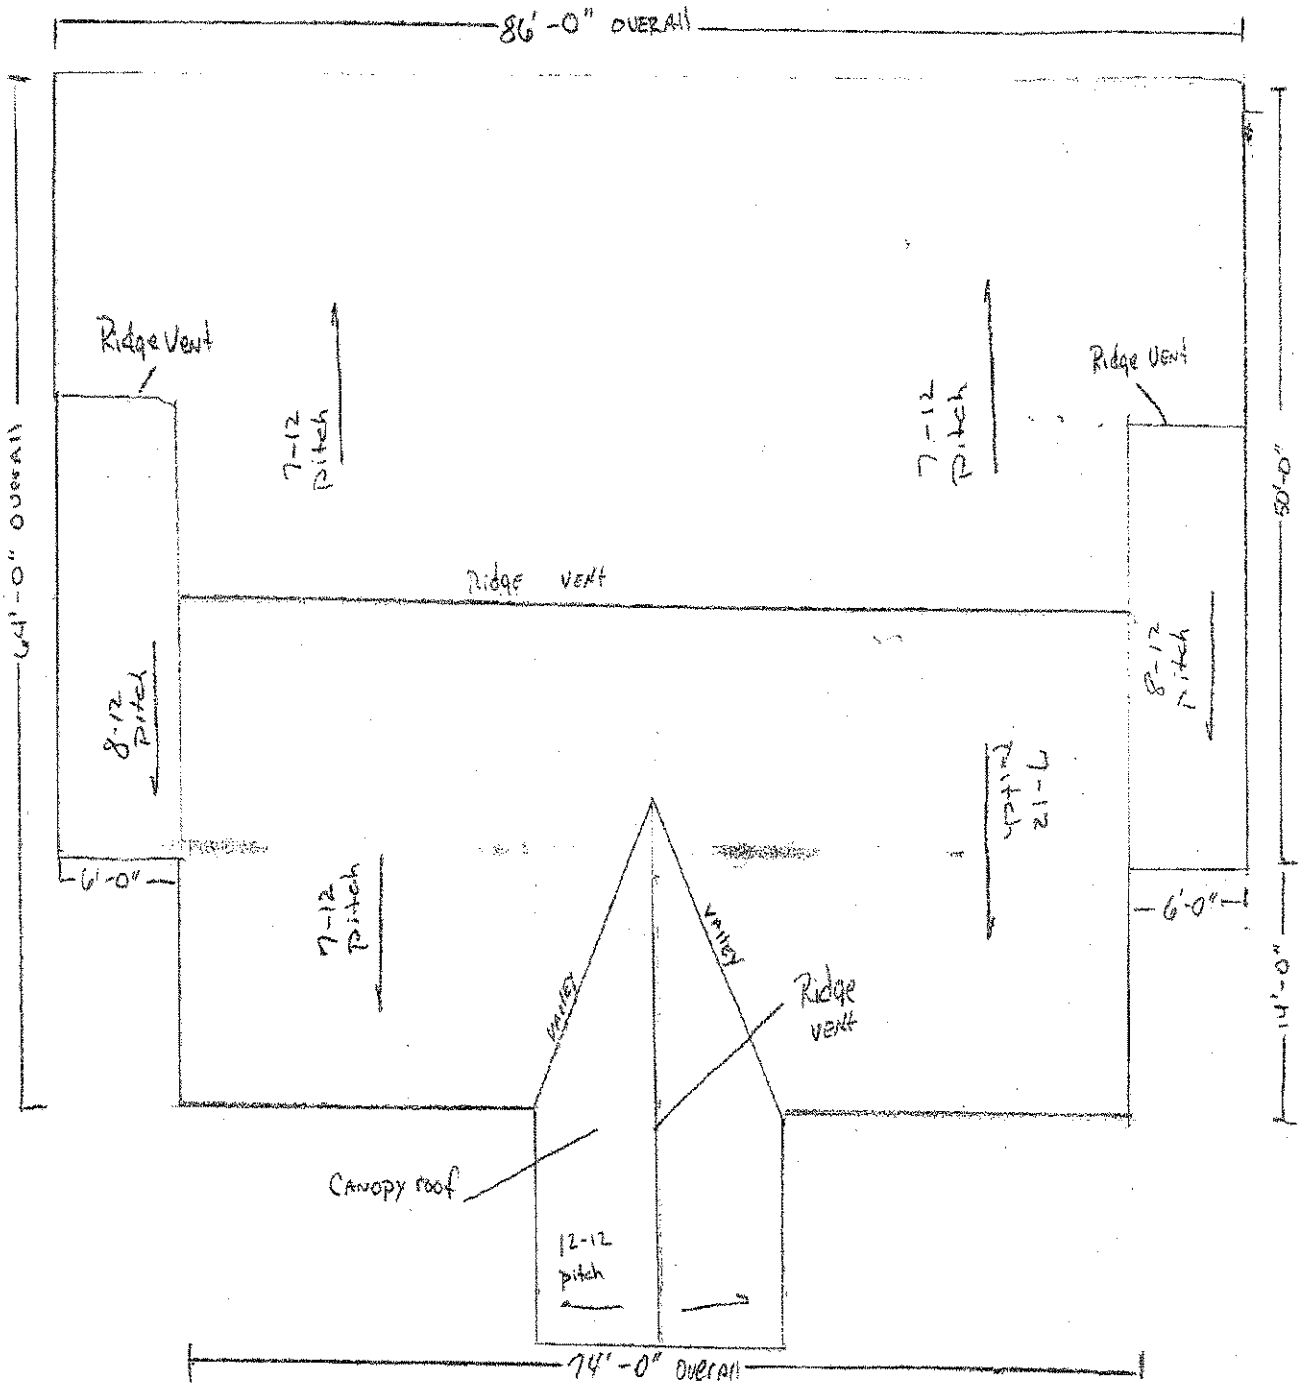 86'-0" OVERAll
Ridge Vent
Ridge VENT
7-12
pitch
7-12
pitch
64'-0" OVERAll
50'-0"
Ridge VENT
8-12
pitch
8-12
pitch
7-12
pitch
6'-0"
7-12
pitch
6'-0"
VAlley
VAlley
Ridge
VENT
14'-0"
CANOPY roof
12-12
pitch
74'-0" OVERAll